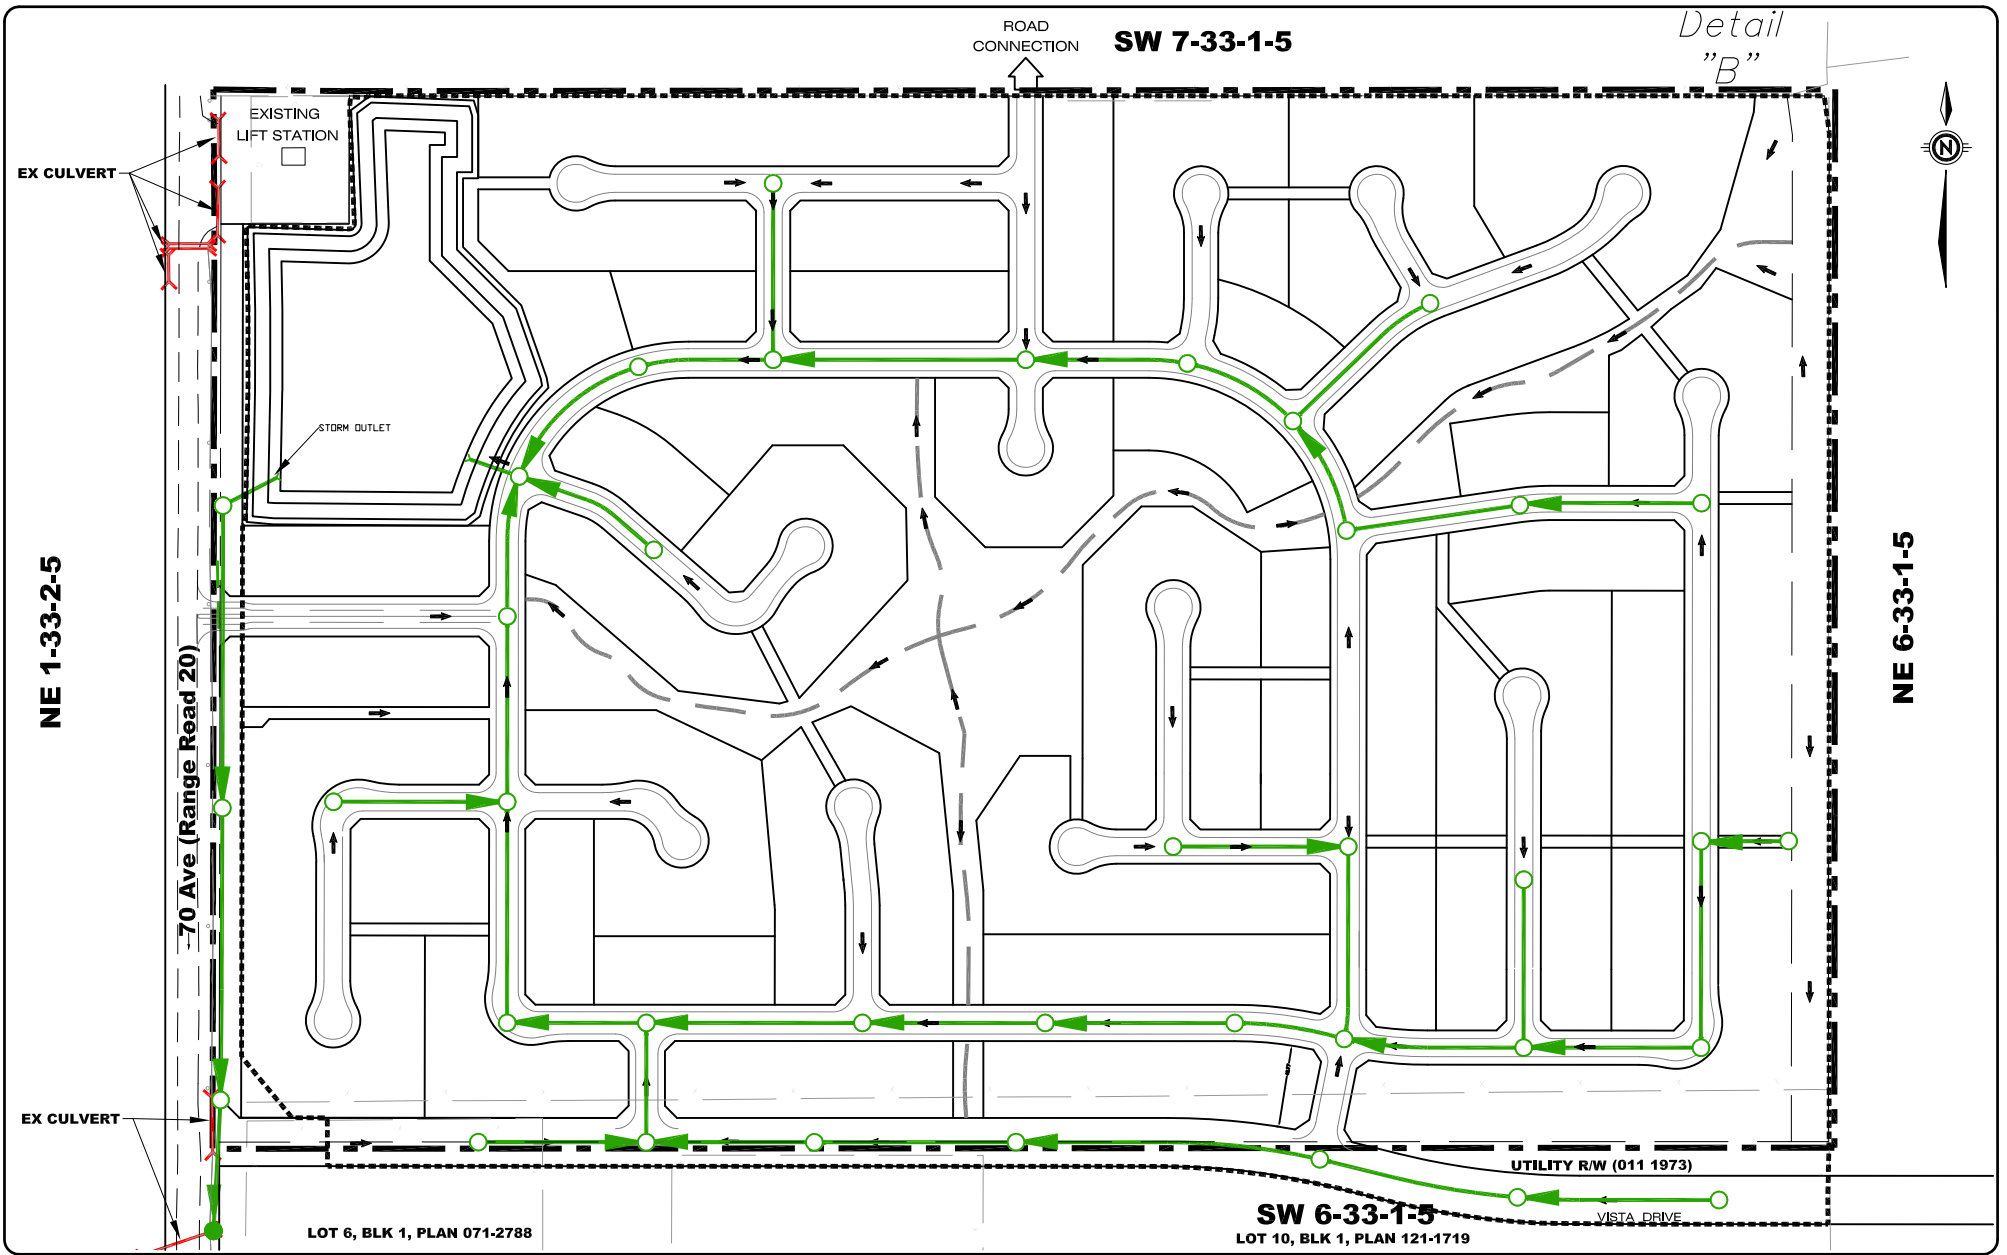 ROAD
CONNECTION
SW 7-33-1-5
Detail
"B"
EXISTING
LIFT STATION
EX CULVERT
N
STORM OUTLET
NE 1-33-2-5
70 Ave (Range Road 20)
NE 6-33-1-5
EX CULVERT
UTILITY R/W (011 1973)
VISTA DRIVE
SW 6-33-1-5
LOT 6, BLK 1, PLAN 071-2788
LOT 10, BLK 1, PLAN 121-1719